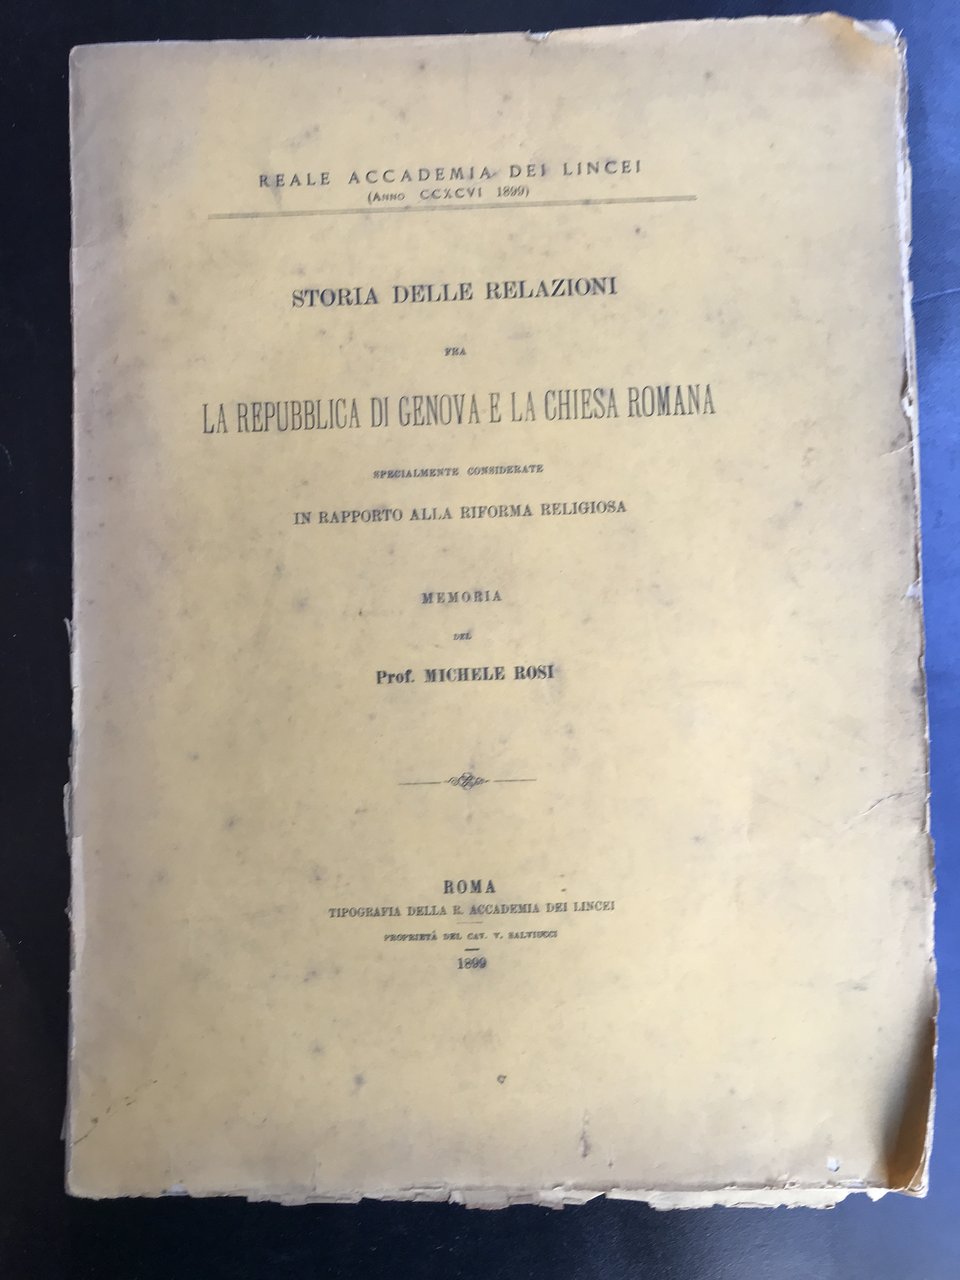 REALE ACCADEMIA DEI LINCEI
(ANNO CCXCVI 1899)
STORIA DELLE RELAZIONI
FRA
LA REPUBBLICA DI GENOVA E LA CHIESA ROMANA
SPECIALMENTE CONSIDERATE
IN RAPPORTO ALLA RIFORMA RELIGIOSA
MEMORIA
DEL
Prof. MICHELE ROSI
ROMA
TIPOGRAFIA DELLA R. ACCADEMIA DEI LINCEI
PROPRIETÀ DEL CAV. V. SALVIUCCI
1899